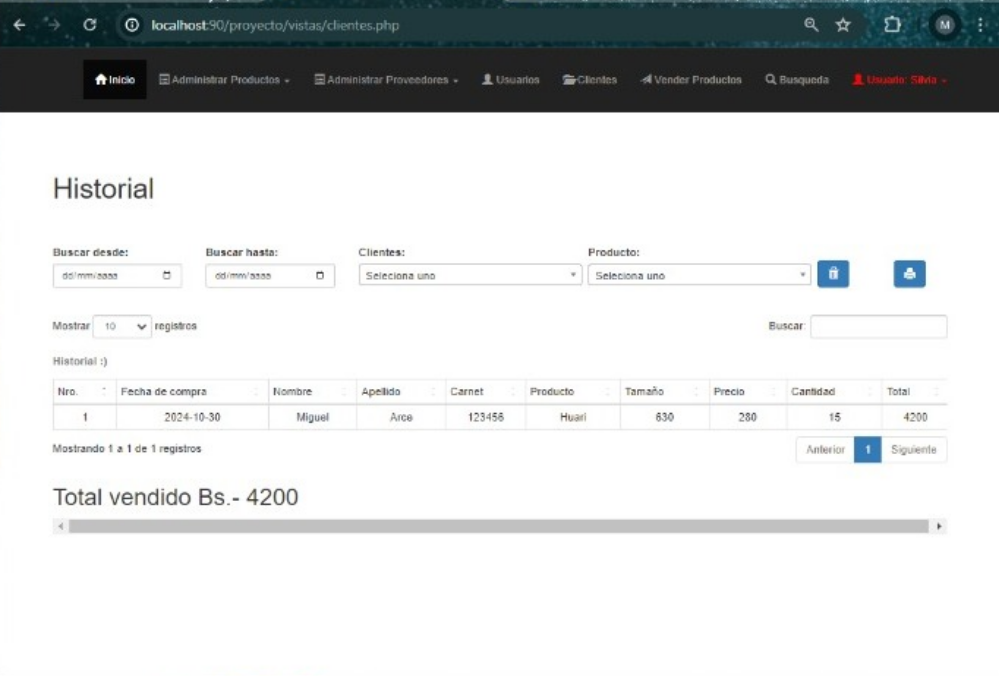 localhost:90/proyecto/vistas/clientes.php
M
Inicio Administrar Productos Administrar Proveedores Usuarios Clientes Vender Productos Busqueda Usuario: Silvia
Historial
Buscar desde: Buscar hasta: Clientes: Producto:
dd/mm/aaaa dd/mm/aaaa Seleciona uno Seleciona uno
Mostrar 10 registros Buscar:
Historial :)
Nro. Fecha de compra Nombre Apellido Carnet Producto Tamaño Precio Cantidad Total
1 2024-10-30 Miguel Arce 123456 Huari 630 280 15 4200
Mostrando 1 a 1 de 1 registros Anterior 1 Siguiente
Total vendido Bs.- 4200